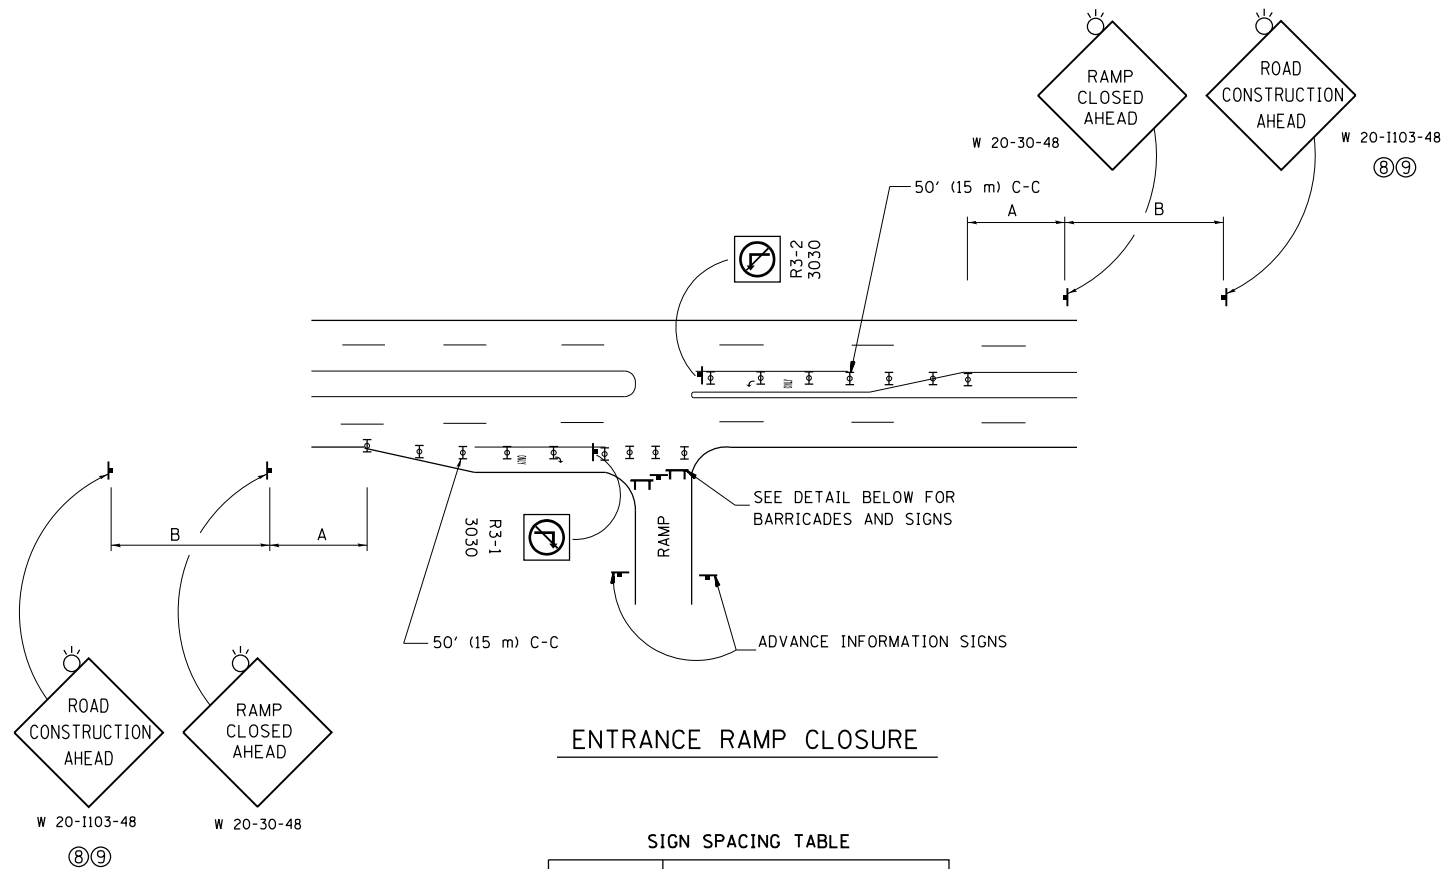 RAMP
CLOSED
AHEAD
W 20-30-48
ROAD
CONSTRUCTION
AHEAD
W 20-I103-48
⑧⑨
50' (15 m) C-C
A
B
R3-2
3030
ONLY
ONLY
B
A
R3-1
3030
RAMP
SEE DETAIL BELOW FOR
BARRICADES AND SIGNS
50' (15 m) C-C
ADVANCE INFORMATION SIGNS
ROAD
CONSTRUCTION
AHEAD
W 20-I103-48
⑧⑨
RAMP
CLOSED
AHEAD
W 20-30-48
ENTRANCE RAMP CLOSURE
SIGN SPACING TABLE